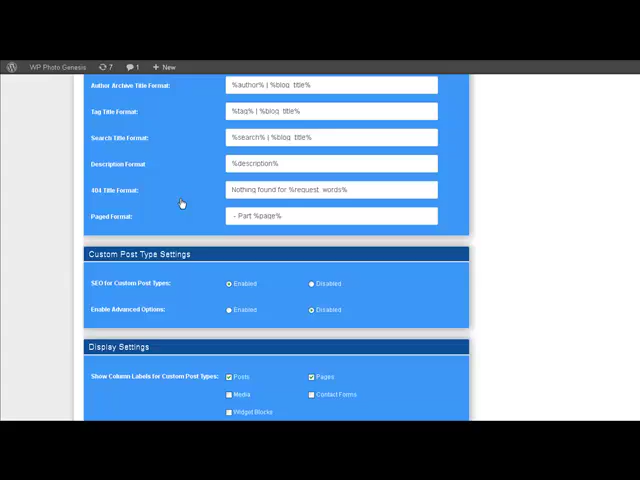 WP Photo Genesis 7 1 + New
Author Archive Title Format: %author% | %blog_title%
Tag Title Format: %tag% | %blog_title%
Search Title Format: %search% | %blog_title%
Description Format %description%
404 Title Format: Nothing found for %request_words%
Paged Format: - Part %page%
Custom Post Type Settings
SEO for Custom Post Types: Enabled Disabled
Enable Advanced Options: Enabled Disabled
Display Settings
Show Column Labels for Custom Post Types: Posts Pages
Media Contact Forms
Widget Blocks